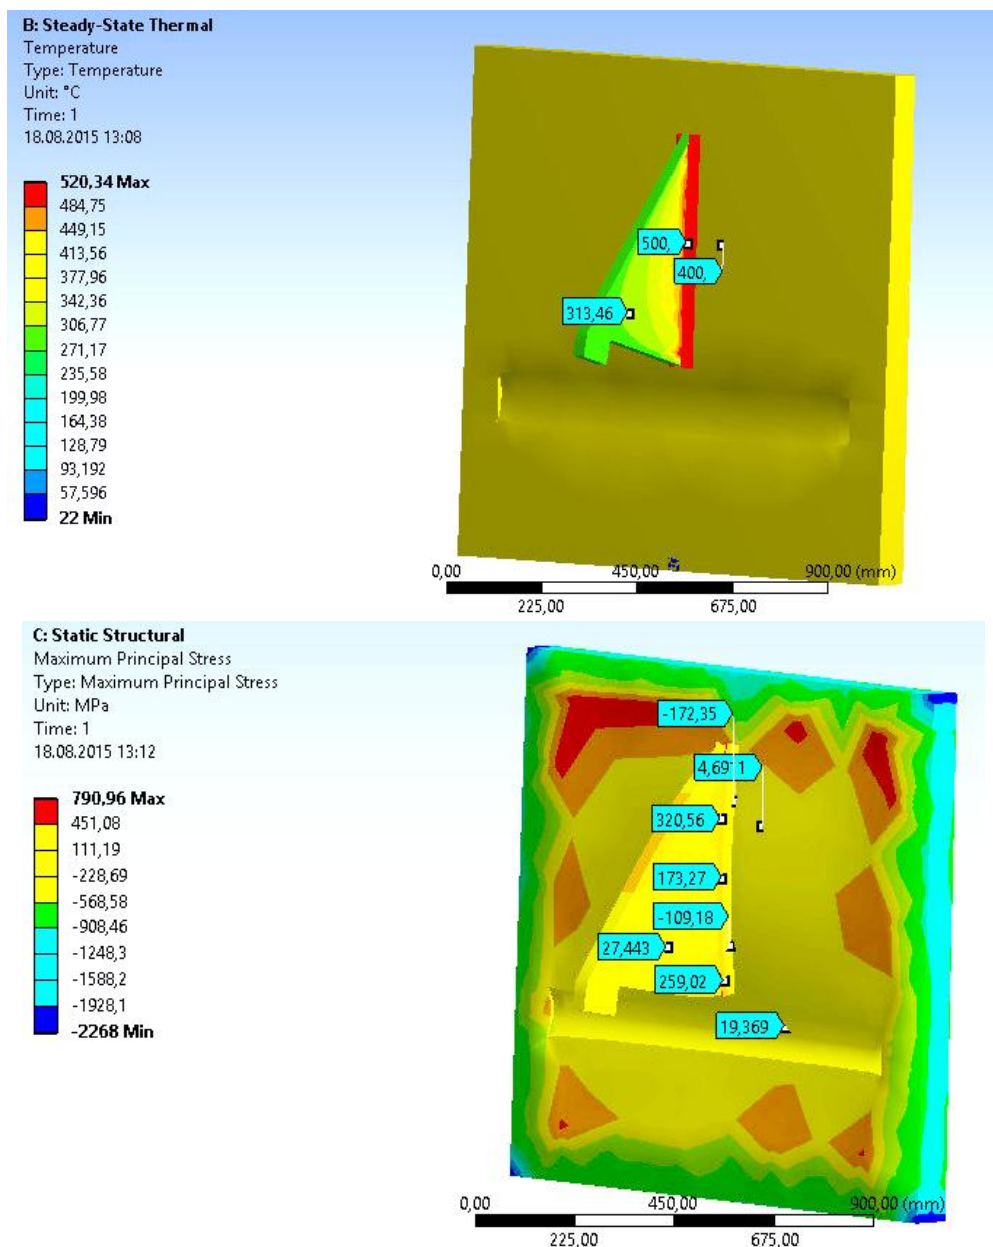 B: Steady-State Thermal
Temperature
Type: Temperature
Unit: °C
Time: 1
18.08.2015 13:08
520,34 Max
484,75
449,15
413,56
377,96
342,36
306,77
271,17
235,58
199,98
164,38
128,79
93,192
57,596
22 Min
500,
400,
313,46
0,00 450,00 900,00 (mm)
225,00 675,00
C: Static Structural
Maximum Principal Stress
Type: Maximum Principal Stress
Unit: MPa
Time: 1
18.08.2015 13:12
790,96 Max
451,08
111,19
-228,69
-568,58
-908,46
-1248,3
-1588,2
-1928,1
-2268 Min
-172,35
4,6911
320,56
173,27
-109,18
27,443
259,02
19,369
0,00 450,00 900,00 (mm)
225,00 675,00